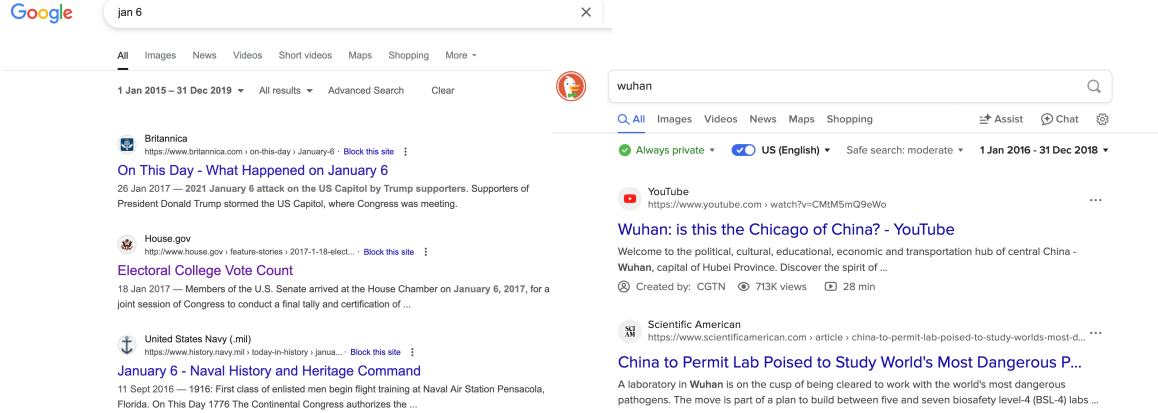 Google
jan 6
All Images News Videos Short videos Maps Shopping More
1 Jan 2015 – 31 Dec 2019 All results Advanced Search Clear
Britannica
https://www.britannica.com › on-this-day › January-6 · Block this site
On This Day - What Happened on January 6
26 Jan 2017 — 2021 January 6 attack on the US Capitol by Trump supporters. Supporters of
President Donald Trump stormed the US Capitol, where Congress was meeting.
House.gov
http://www.house.gov › feature-stories › 2017-1-18-elect... · Block this site
Electoral College Vote Count
18 Jan 2017 — Members of the U.S. Senate arrived at the House Chamber on January 6, 2017, for a
joint session of Congress to conduct a final tally and certification of ...
United States Navy (.mil)
https://www.history.navy.mil › today-in-history › janua... · Block this site
January 6 - Naval History and Heritage Command
11 Sept 2016 — 1916: First class of enlisted men begin flight training at Naval Air Station Pensacola,
Florida. On This Day 1776 The Continental Congress authorizes the ...
wuhan
All Images Videos News Maps Shopping Assist Chat
Always private US (English) Safe search: moderate 1 Jan 2016 - 31 Dec 2018
YouTube
https://www.youtube.com › watch?v=CMtM5mQ9eWo
Wuhan: is this the Chicago of China? - YouTube
Welcome to the political, cultural, educational, economic and transportation hub of central China -
Wuhan, capital of Hubei Province. Discover the spirit of ...
Created by: CGTN 713K views 28 min
SCI
AM
Scientific American
https://www.scientificamerican.com › article › china-to-permit-lab-poised-to-study-worlds-most-d...
China to Permit Lab Poised to Study World's Most Dangerous P...
A laboratory in Wuhan is on the cusp of being cleared to work with the world's most dangerous
pathogens. The move is part of a plan to build between five and seven biosafety level-4 (BSL-4) labs ...